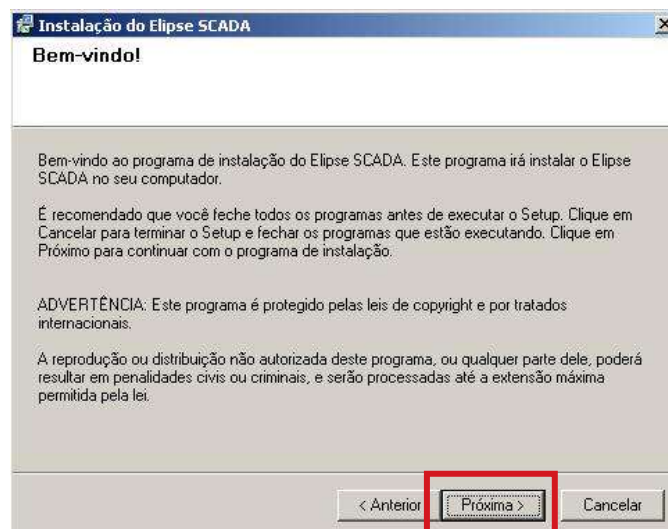 Instalação do Elipse SCADA
Bem-vindo!
Bem-vindo ao programa de instalação do Elipse SCADA. Este programa irá instalar o Elipse
SCADA no seu computador.
É recomendado que você feche todos os programas antes de executar o Setup. Clique em
Cancelar para terminar o Setup e fechar os programas que estão executando. Clique em
Próximo para continuar com o programa de instalação.
ADVERTÊNCIA: Este programa é protegido pelas leis de copyright e por tratados
internacionais.
A reprodução ou distribuição não autorizada deste programa, ou qualquer parte dele, poderá
resultar em penalidades civis ou criminais, e serão processadas até a extensão máxima
permitida pela lei.
< Anterior Próxima > Cancelar